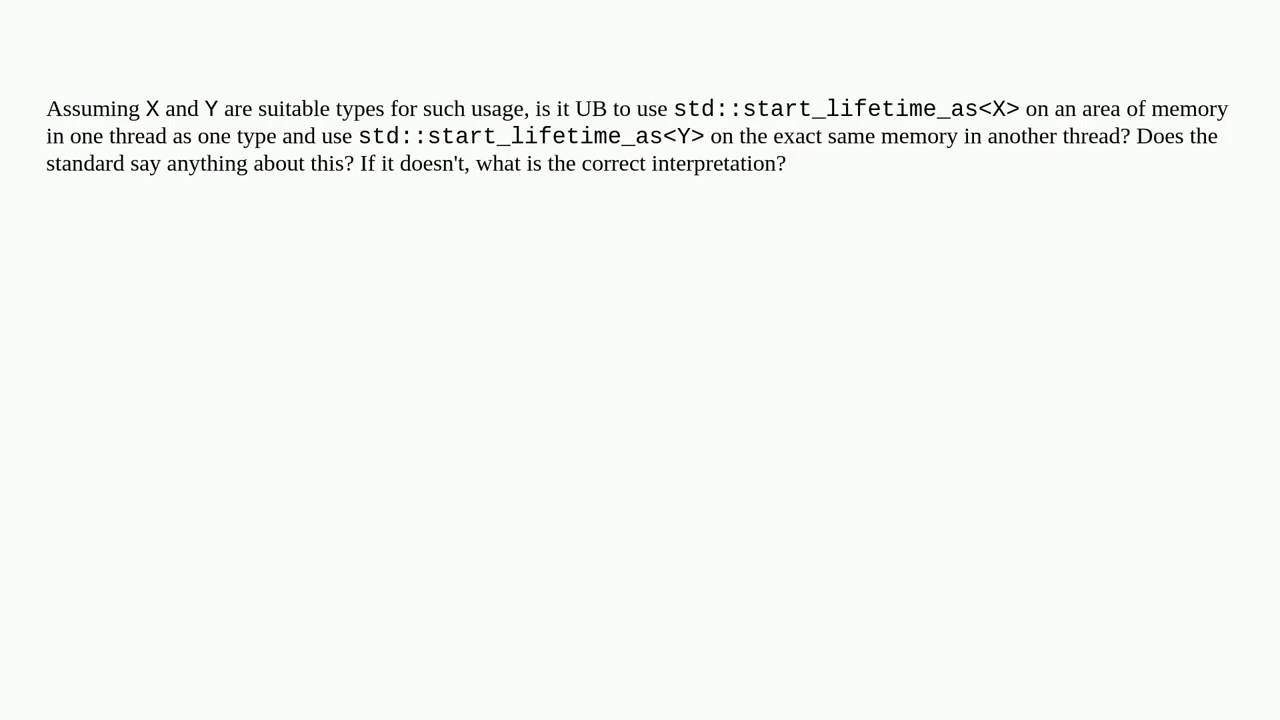 Assuming X and Y are suitable types for such usage, is it UB to use std::start_lifetime_as<X> on an area of memory
in one thread as one type and use std::start_lifetime_as<Y> on the exact same memory in another thread? Does the
standard say anything about this? If it doesn't, what is the correct interpretation?